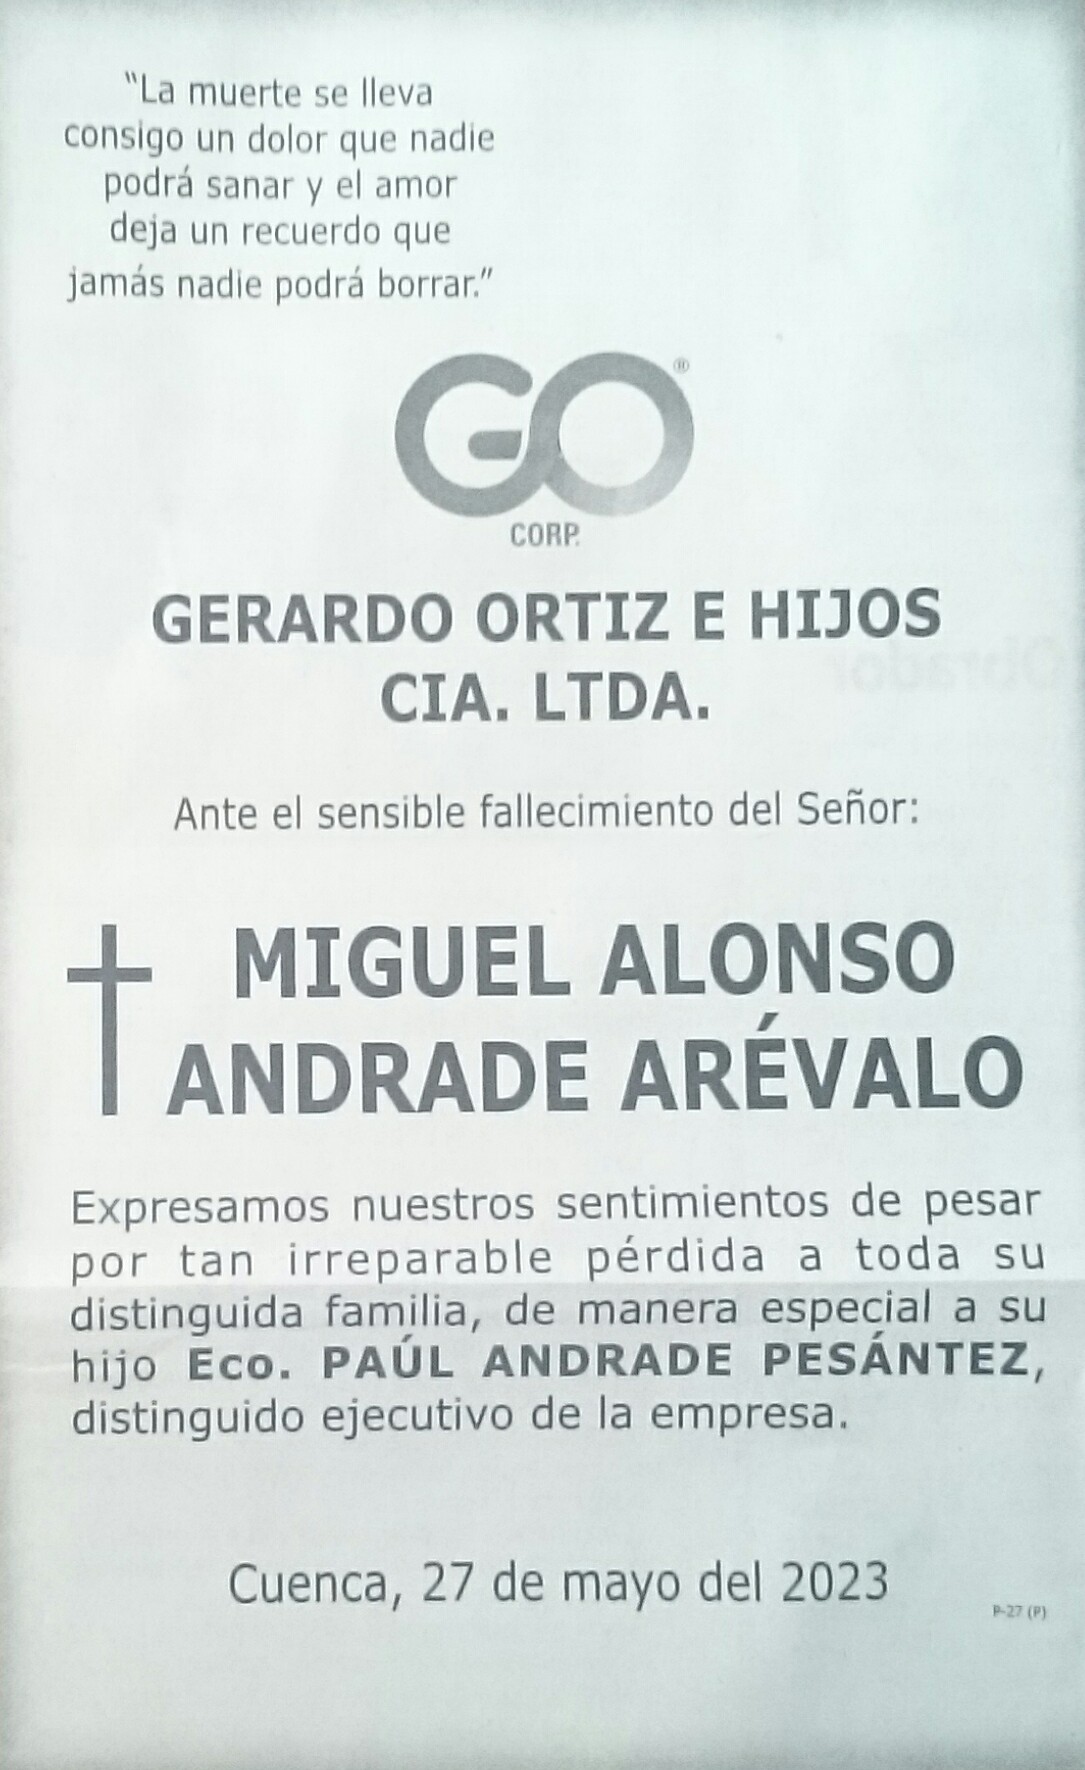 “La muerte se lleva
consigo un dolor que nadie
podrá sanar y el amor
deja un recuerdo que
jamás nadie podrá borrar.”
GO®
CORP.
GERARDO ORTIZ E HIJOS
CIA. LTDA.
Ante el sensible fallecimiento del Señor:
MIGUEL ALONSO
ANDRADE ARÉVALO
Expresamos nuestros sentimientos de pesar
por tan irreparable pérdida a toda su
distinguida familia, de manera especial a su
hijo Eco. PAÚL ANDRADE PESÁNTEZ,
distinguido ejecutivo de la empresa.
Cuenca, 27 de mayo del 2023
P-27 (P)